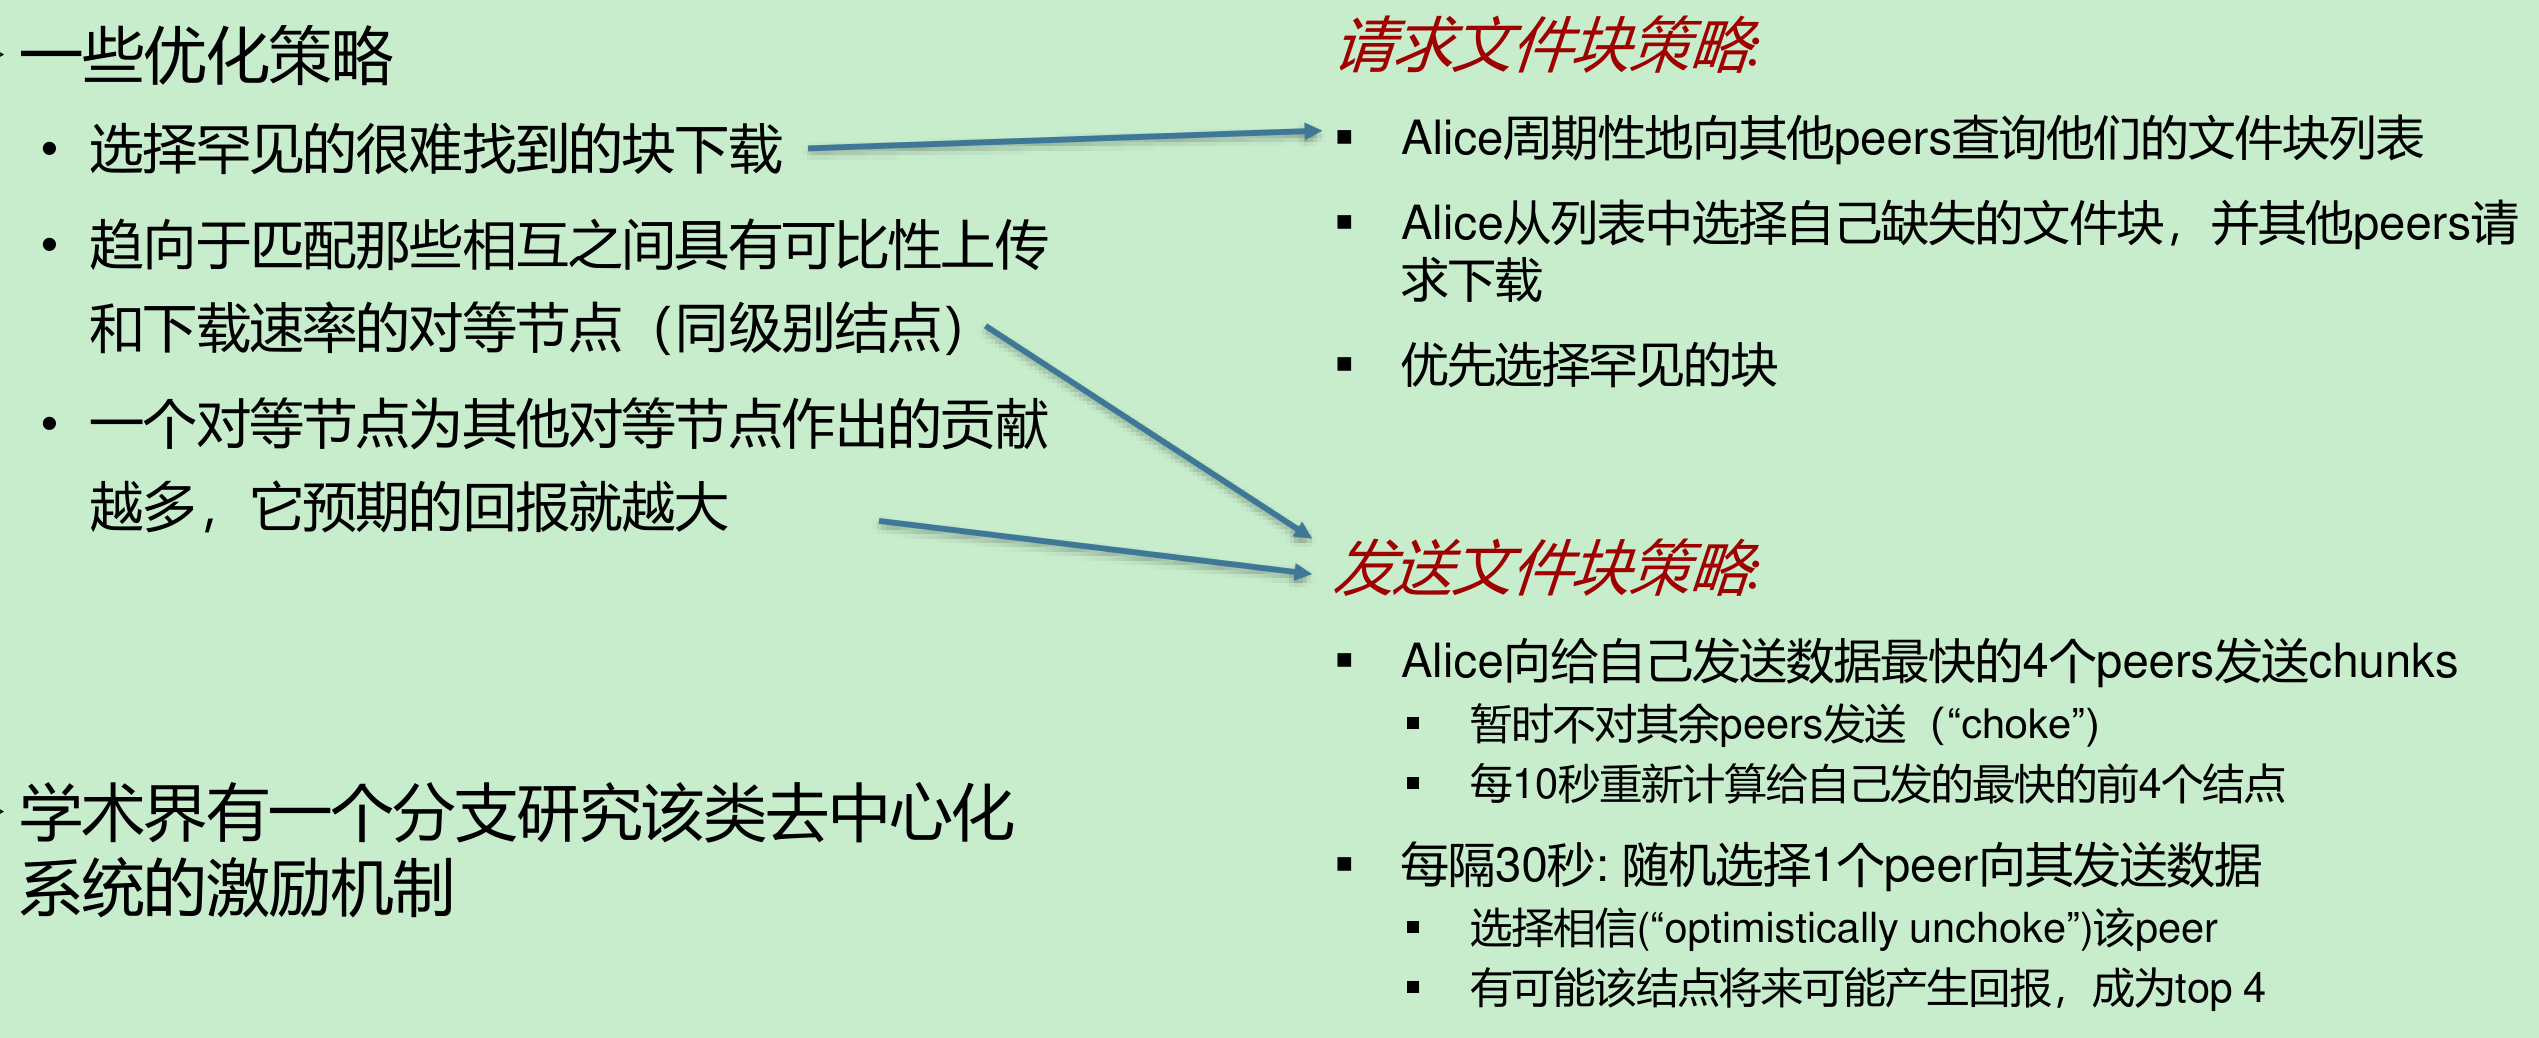 一些优化策略
• 选择罕见的很难找到的块下载
• 趋向于匹配那些相互之间具有可比性上传
和下载速率的对等节点（同级别结点）
• 一个对等节点为其他对等节点作出的贡献
越多，它预期的回报就越大
学术界有一个分支研究该类去中心化
系统的激励机制
请求文件块策略:
▪ Alice周期性地向其他peers查询他们的文件块列表
▪ Alice从列表中选择自己缺失的文件块，并其他peers请
求下载
▪ 优先选择罕见的块
发送文件块策略:
▪ Alice向给自己发送数据最快的4个peers发送chunks
▪ 暂时不对其余peers发送（“choke”)
▪ 每10秒重新计算给自己发的最快的前4个结点
▪ 每隔30秒: 随机选择1个peer向其发送数据
▪ 选择相信(“optimistically unchoke”)该peer
▪ 有可能该结点将来可能产生回报，成为top 4